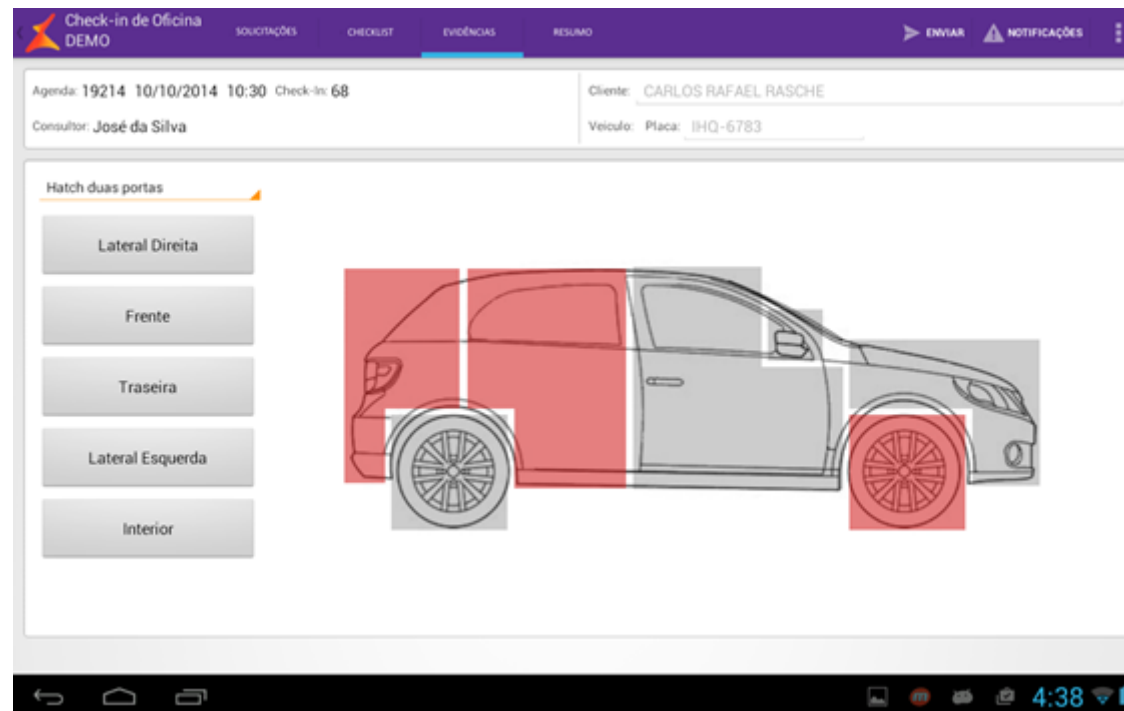 Check-in de Oficina
DEMO
SOLICITAÇÕES
CHECKLIST
EVIDÊNCIAS
RESUMO
ENVIAR
NOTIFICAÇÕES
Agenda: 19214 10/10/2014 10:30 Check-In: 68
Cliente: CARLOS RAFAEL RASCHE
Consultor: José da Silva
Veiculo: Placa: IHQ-6783
Hatch duas portas
Lateral Direita
Frente
Traseira
Lateral Esquerda
Interior
4:38